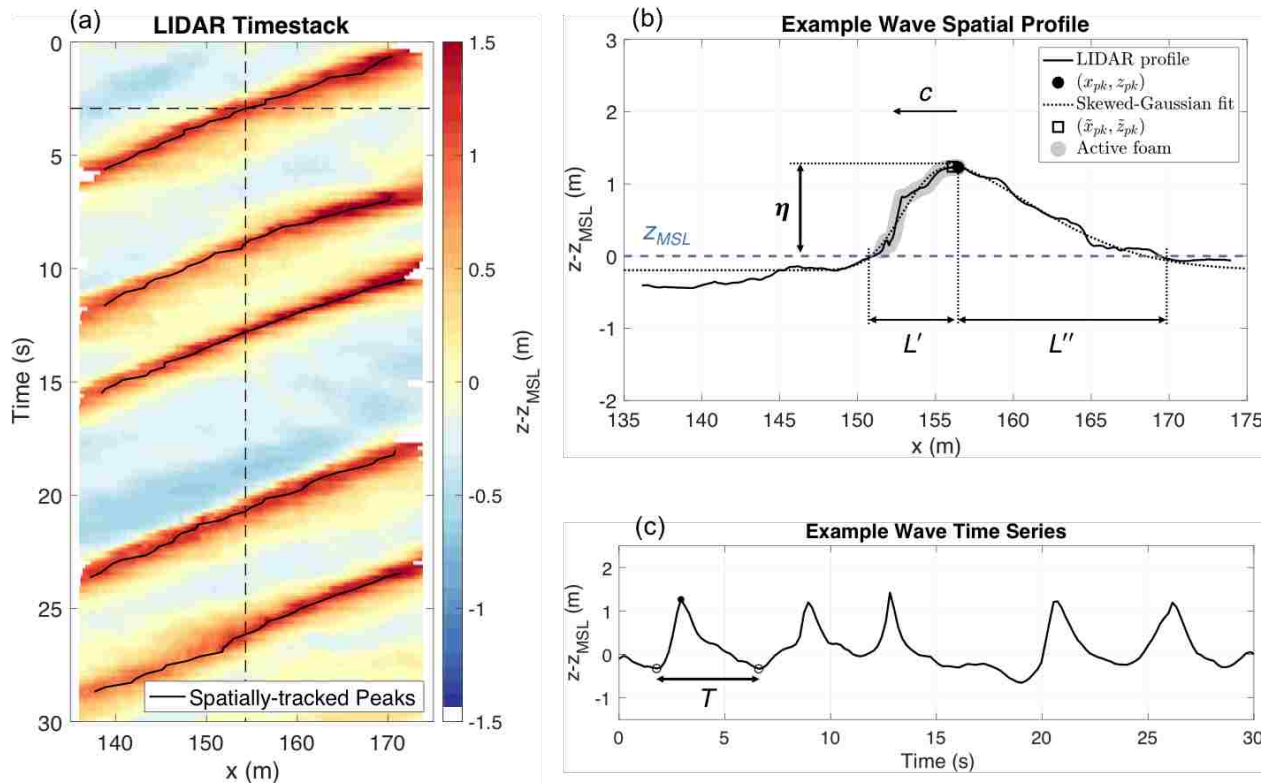 (a)
LIDAR Timestack
0
5
10
15
20
25
30
Time (s)
140
150
160
170
x (m)
Spatially-tracked Peaks
1.5
1
0.5
0
-0.5
-1
-1.5
z-z_MSL (m)
(b)
Example Wave Spatial Profile
3
2
1
0
-1
-2
z-z_MSL (m)
135
140
145
150
155
160
165
170
175
x (m)
c
η
z_MSL
L'
L''
LIDAR profile
(x_pk, z_pk)
Skewed-Gaussian fit
(x̃_pk, z̃_pk)
Active foam
(c)
Example Wave Time Series
2
1
0
-1
z-z_MSL (m)
T
0
5
10
15
20
25
30
Time (s)